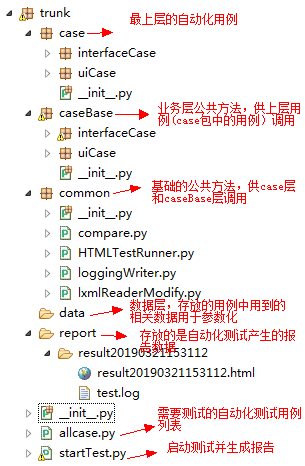 trunk
case
最上层的自动化用例
interfaceCase
uiCase
__init__.py
caseBase
业务层公共方法，供上层用
例(case包中的用例）调用
interfaceCase
uiCase
__init__.py
common
基础的公共方法，供case层
和caseBase层调用
__init__.py
compare.py
HTMLTestRunner.py
loggingWriter.py
lxmlReaderModify.py
data
数据层，存放的用例中用到的
相关数据用于参数化
report
存放的是自动化测试产生的报
告数据
result20190321153112
result20190321153112.html
test.log
__init__.py
需要测试的自动化测试用例
列表
allcase.py
startTest.py
启动测试并生成报告